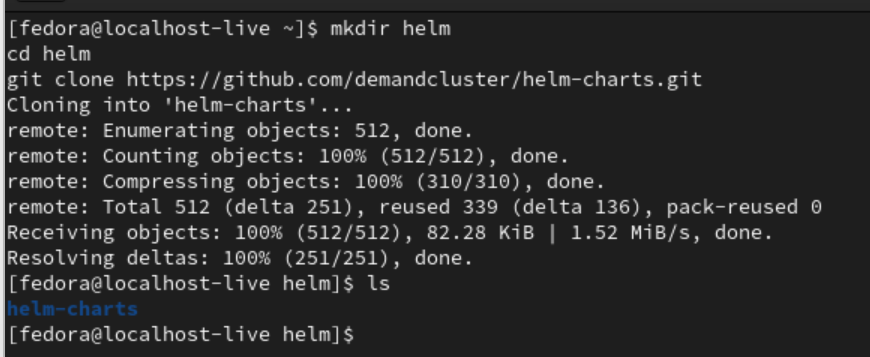 [fedora@localhost-live ~]$ mkdir helm
cd helm
git clone https://github.com/demandcluster/helm-charts.git
Cloning into 'helm-charts'...
remote: Enumerating objects: 512, done.
remote: Counting objects: 100% (512/512), done.
remote: Compressing objects: 100% (310/310), done.
remote: Total 512 (delta 251), reused 339 (delta 136), pack-reused 0
Receiving objects: 100% (512/512), 82.28 KiB | 1.52 MiB/s, done.
Resolving deltas: 100% (251/251), done.
[fedora@localhost-live helm]$ ls
helm-charts
[fedora@localhost-live helm]$